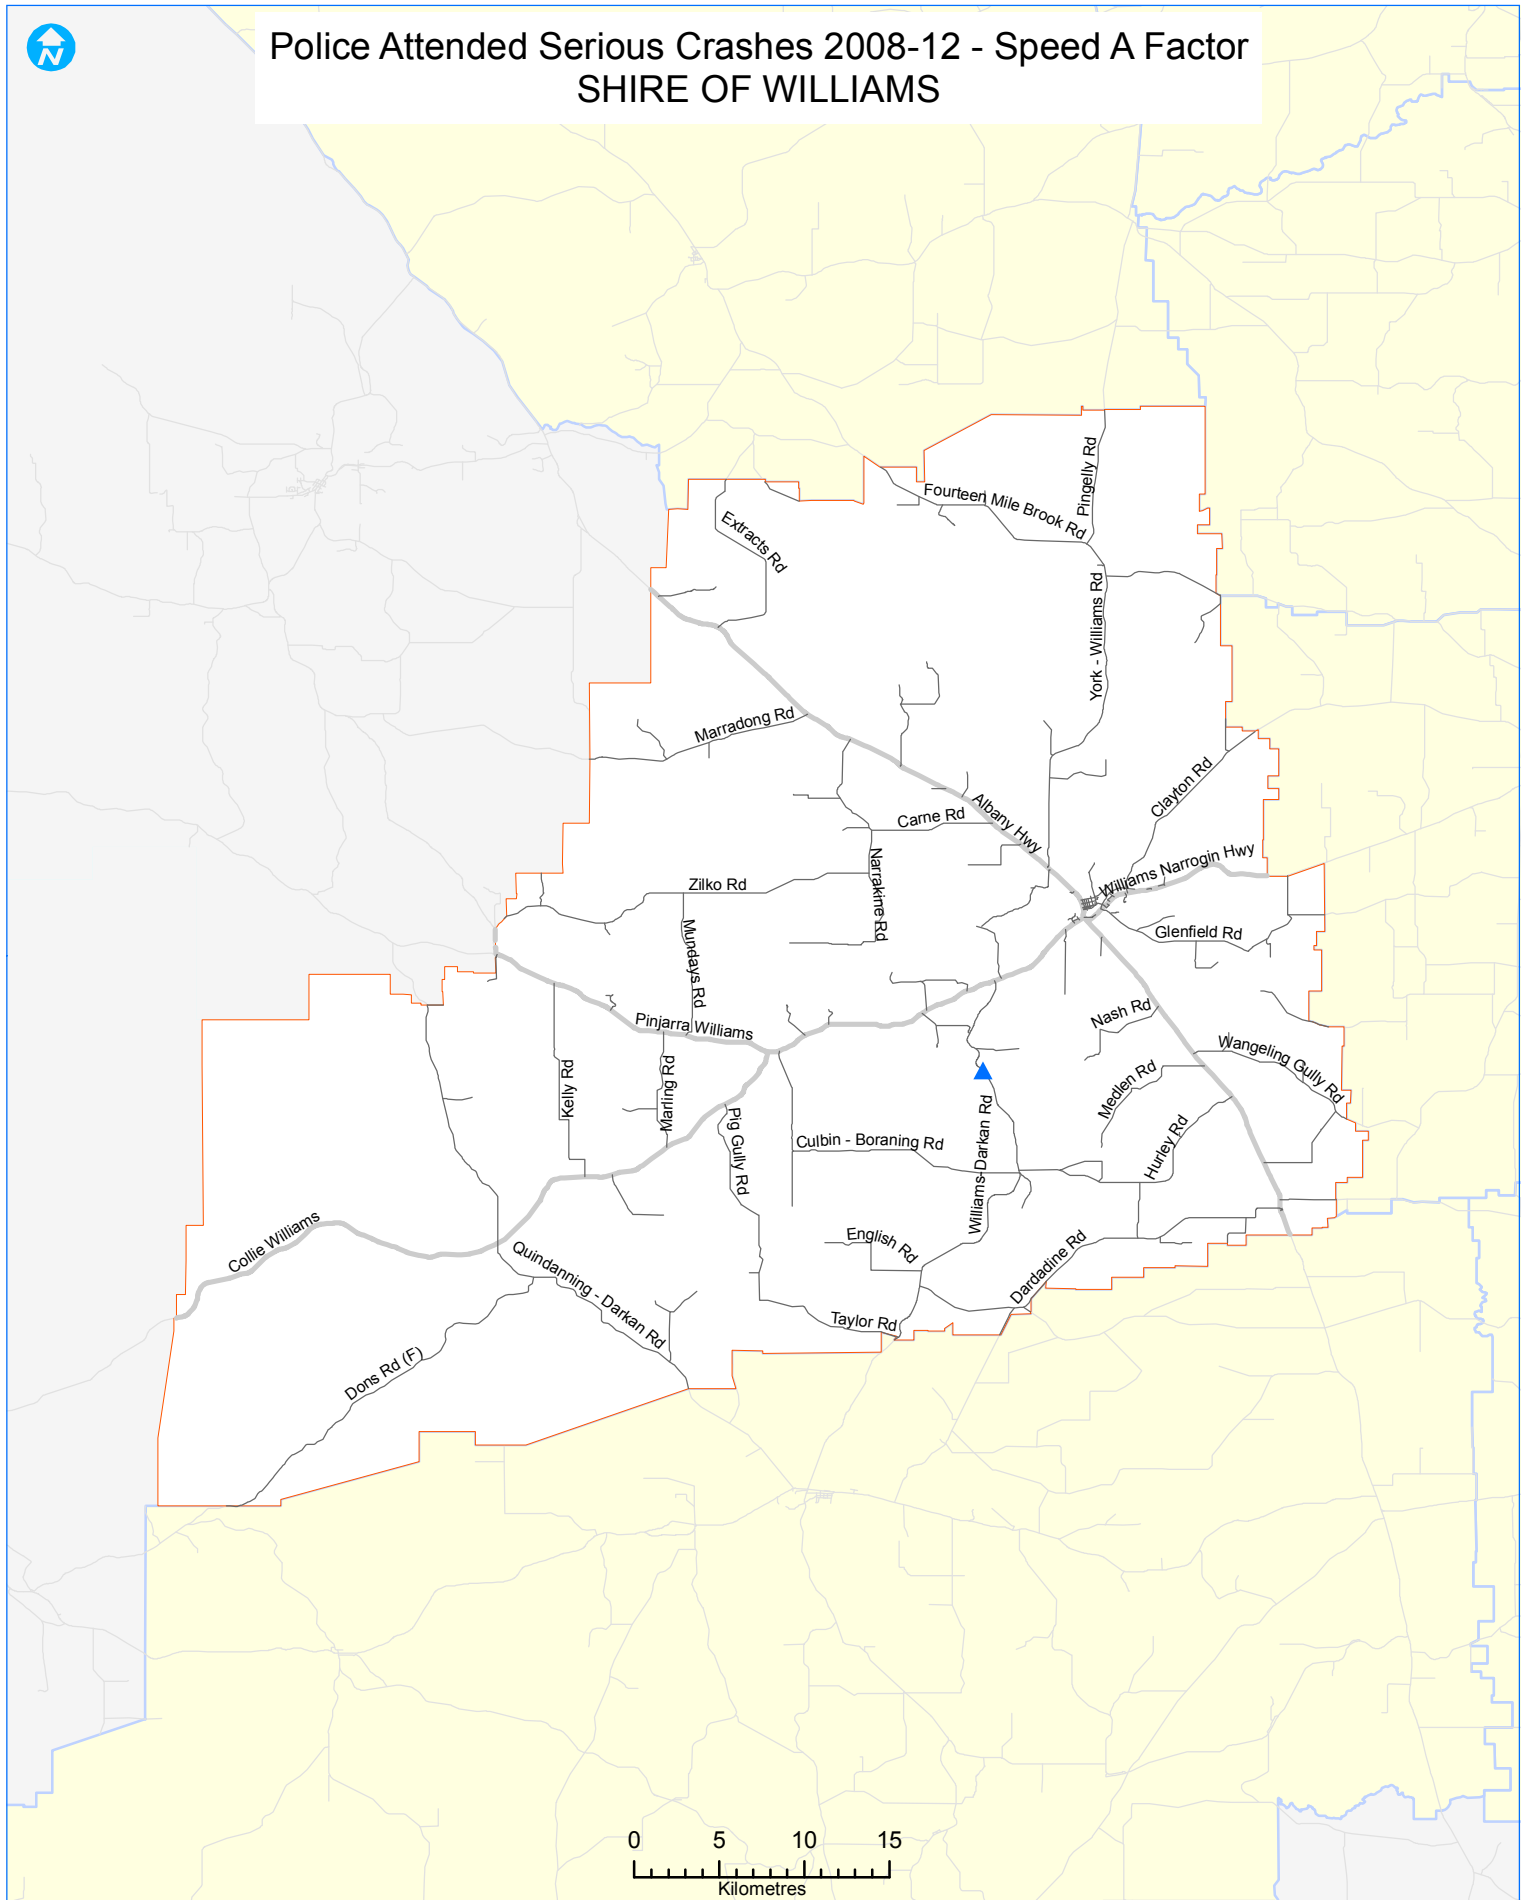 N
Police Attended Serious Crashes 2008-12 - Speed A Factor
SHIRE OF WILLIAMS
Pingelly Rd
Fourteen Mile Brook Rd
Extracts Rd
York - Williams Rd
Marradong Rd
Clayton Rd
Albany Hwy
Carne Rd
Williams Narrogin Hwy
Narrakine Rd
Zilko Rd
Mundays Rd
Glenfield Rd
Nash Rd
Pinjarra Williams
Wangeling Gully Rd
Kelly Rd
Marling Rd
Medlen Rd
Pig Gully Rd
Williams-Darkan Rd
Culbin - Boraning Rd
Hurley Rd
Collie Williams
English Rd
Quindanning - Darkan Rd
Dardadine Rd
Taylor Rd
Dons Rd (F)
0 5 10 15
Kilometres